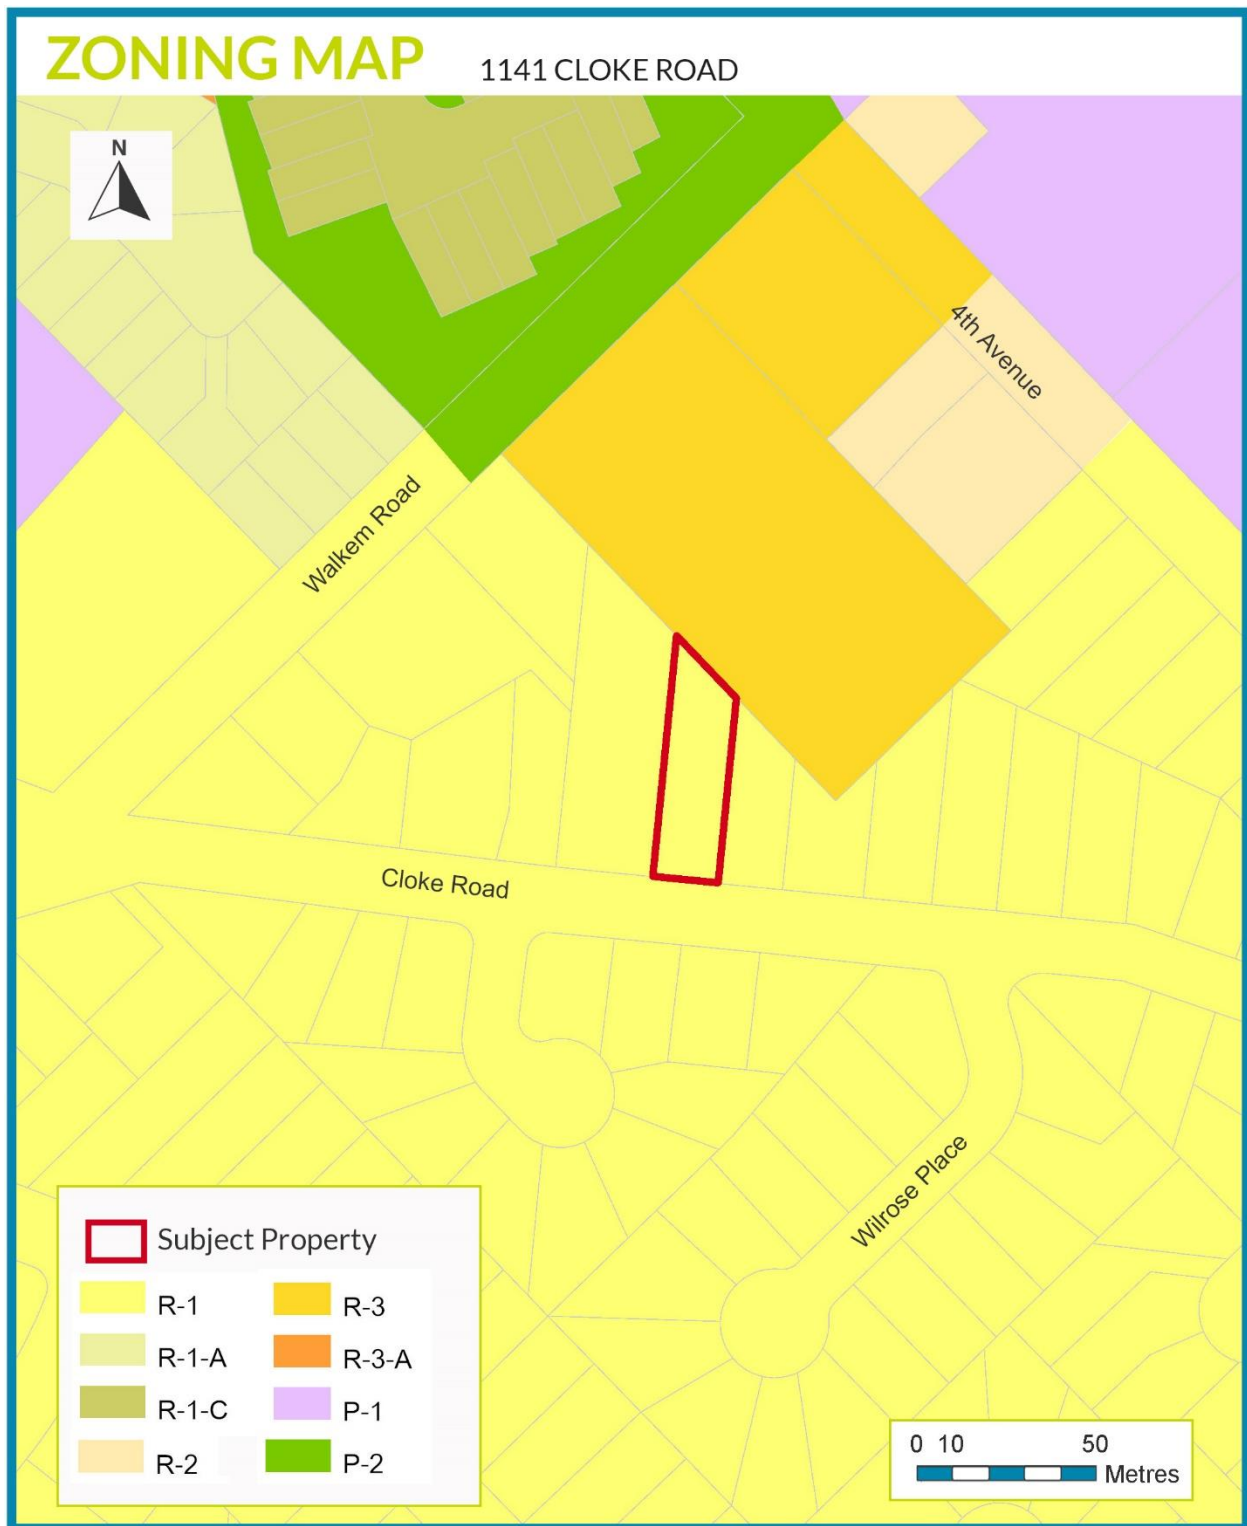 ZONING MAP
1141 CLOKE ROAD
N
4th Avenue
Walkem Road
Cloke Road
Wilrose Place
Subject Property
R-1
R-3
R-1-A
R-3-A
R-1-C
P-1
R-2
P-2
0 10 50
Metres